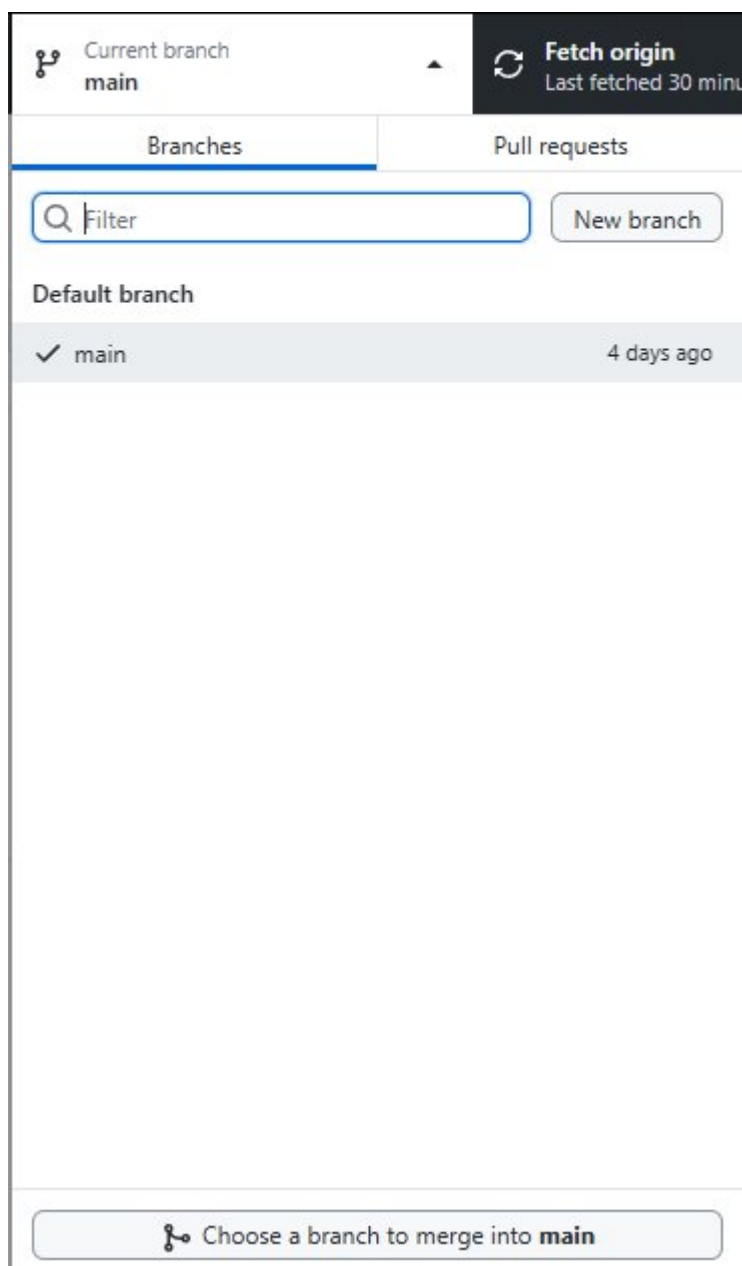 Current branch
main
Fetch origin
Last fetched 30
Branches
Pull requests
Filter
New branch
Default branch
main
4 days ago
Choose a branch to merge into main